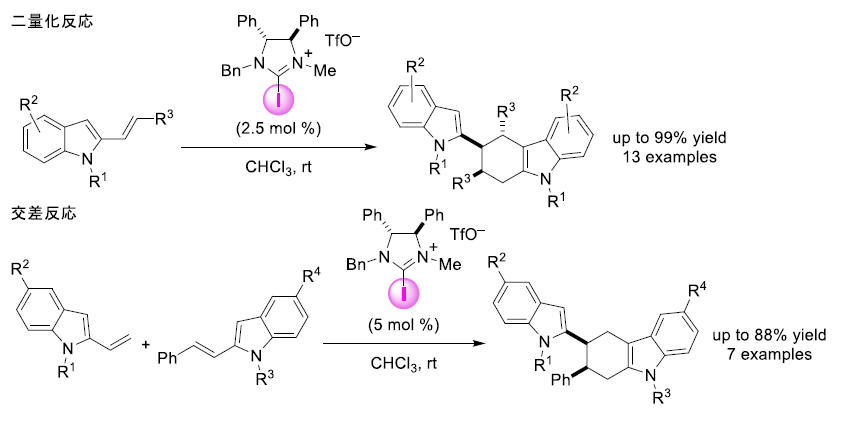 二量化反応
Ph
Ph
TfO–
N
N
+
Bn
Me
I
(2.5 mol %)
CHCl3, rt
R2
R3
N
R1
R2
R3
R2
N
R1
R3
N
R1
up to 99% yield
13 examples
交差反応
Ph
Ph
TfO–
N
N
+
Bn
Me
I
(5 mol %)
CHCl3, rt
R2
N
R1
+
R4
Ph
N
R3
R2
N
R1
Ph
R4
N
R3
up to 88% yield
7 examples